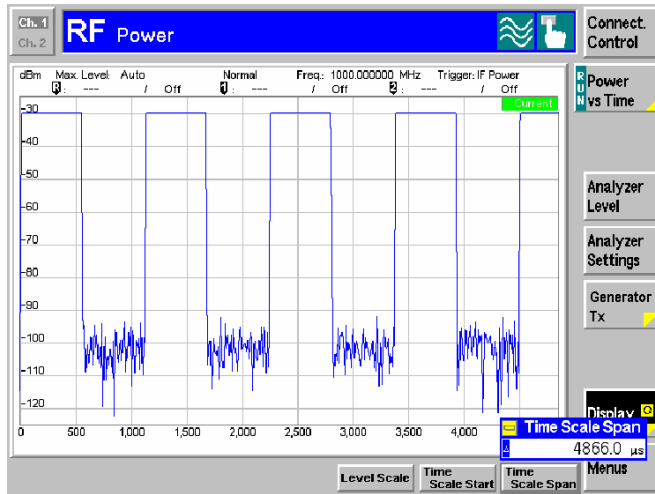 Ch. 1
Ch. 2
RF Power
Connect. Control
dBm Max. Level: Auto Normal Freq.: 1000.000000 MHz Trigger: IF Power
R : --- / Off 1 : --- / Off 2 : --- / Off
Current
-30
-40
-50
-60
-70
-80
-90
-100
-110
-120
0 500 1,000 1,500 2,000 2,500 3,000 3,500 4,000
RUN
Power vs Time
Analyzer Level
Analyzer Settings
Generator Tx
Display
Time Scale Span
4866.0 µs
Menus
Level Scale
Time Scale Start
Time Scale Span